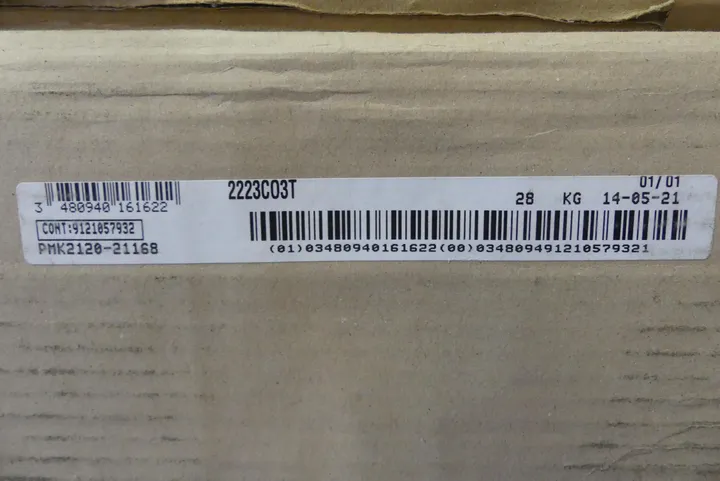 2223C03T
01/01
3 480940 161622
28 KG 14-05-21
CONT:9121057932
PMK2120-21168
(01)03480940161622(00)034809491210579321